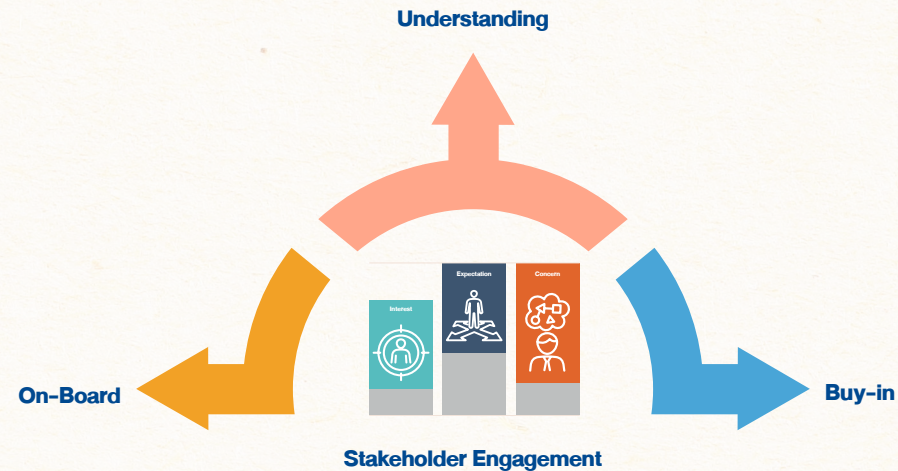 Understanding
Expectation
Concern
Interest
On-Board
Buy-in
Stakeholder Engagement